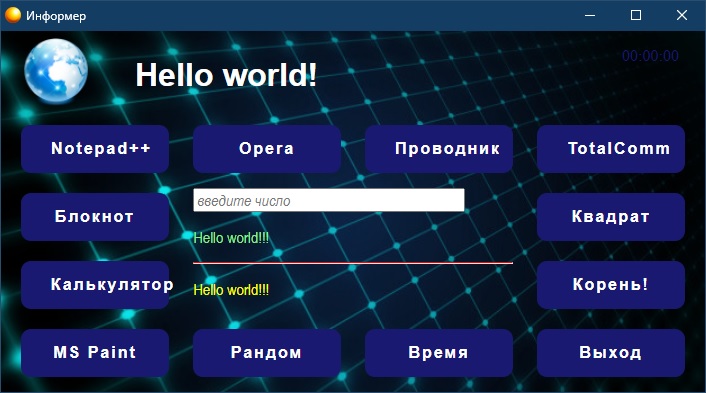 Информер
Hello world!
00:00:00
Notepad++ Opera Проводник TotalComm
введите число
Блокнот Квадрат
Hello world!!!
Калькулятор Корень!
Hello world!!!
MS Paint Рандом Время Выход